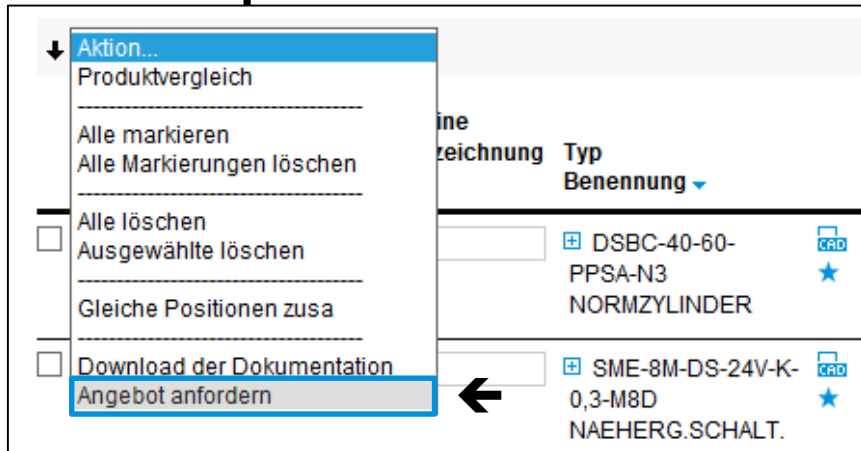 Aktion...
Produktvergleich
------------------------------------
Alle markieren
Alle Markierungen löschen
------------------------------------
Alle löschen
Ausgewählte löschen
------------------------------------
Gleiche Positionen zusa
------------------------------------
Download der Dokumentation
Angebot anfordern
ine
zeichnung
Typ
Benennung
DSBC-40-60-
PPSA-N3
NORMZYLINDER
CAD
SME-8M-DS-24V-K-
0,3-M8D
NAEHERG.SCHALT.
CAD